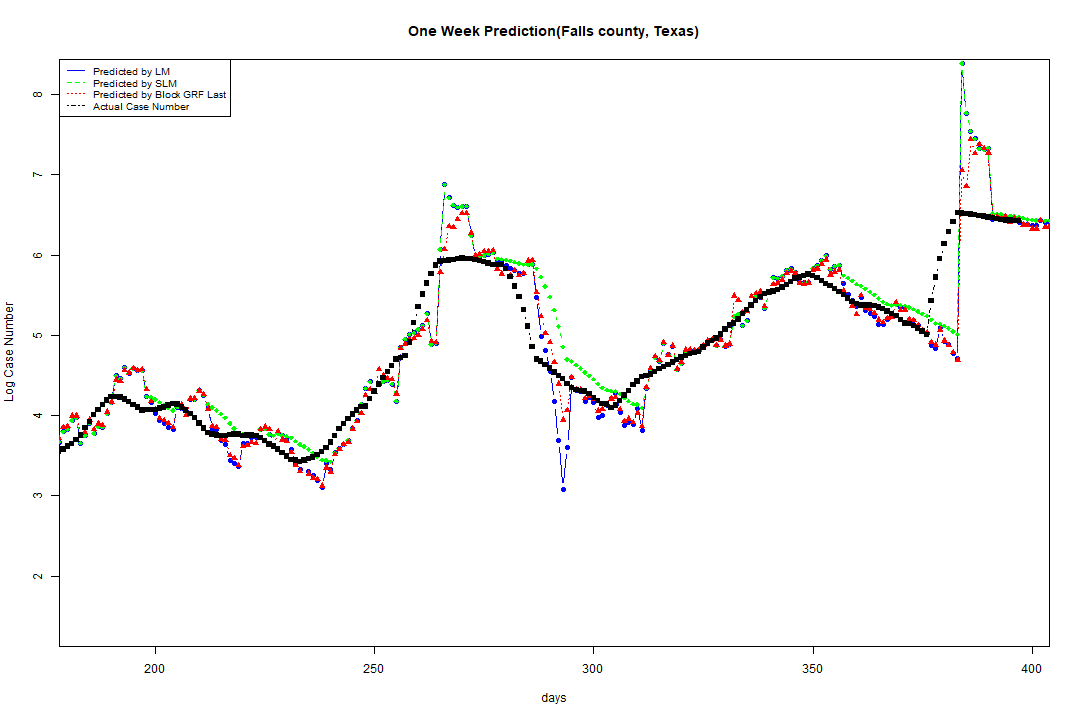 One Week Prediction(Falls county, Texas)
Predicted by LM
Predicted by SLM
Predicted by Block GRF Last
Actual Case Number
8
7
6
5
4
3
2
Log Case Number
200 250 300 350 400
days